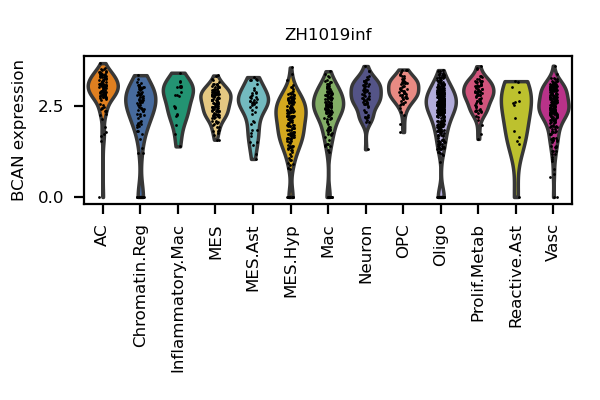 ZH1019inf
BCAN expression
2.5
0.0
AC
Chromatin.Reg
Inflammatory.Mac
MES
MES.Ast
MES.Hyp
Mac
Neuron
OPC
Oligo
Prolif.Metab
Reactive.Ast
Vasc